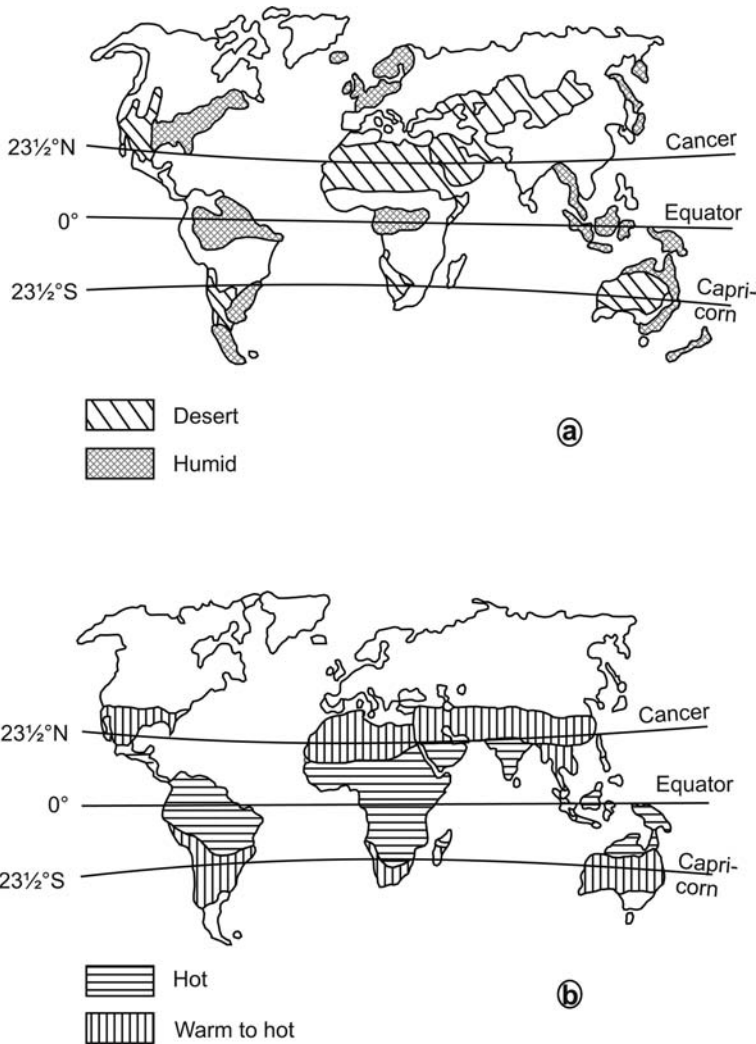 23½°N
Cancer
0°
Equator
23½°S
Capri-
corn
Desert
Humid
a
23½°N
Cancer
0°
Equator
23½°S
Capri-
corn
Hot
Warm to hot
b